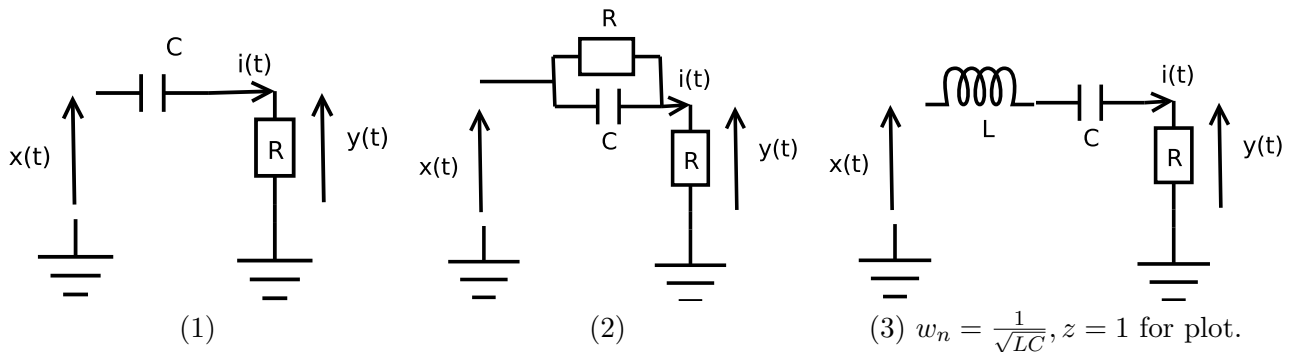 C
i(t)
x(t)
R
y(t)
(1)
R
i(t)
C
x(t)
R
y(t)
(2)
i(t)
L
C
x(t)
R
y(t)
(3) $w_n = \frac{1}{\sqrt{LC}}, z = 1$ for plot.